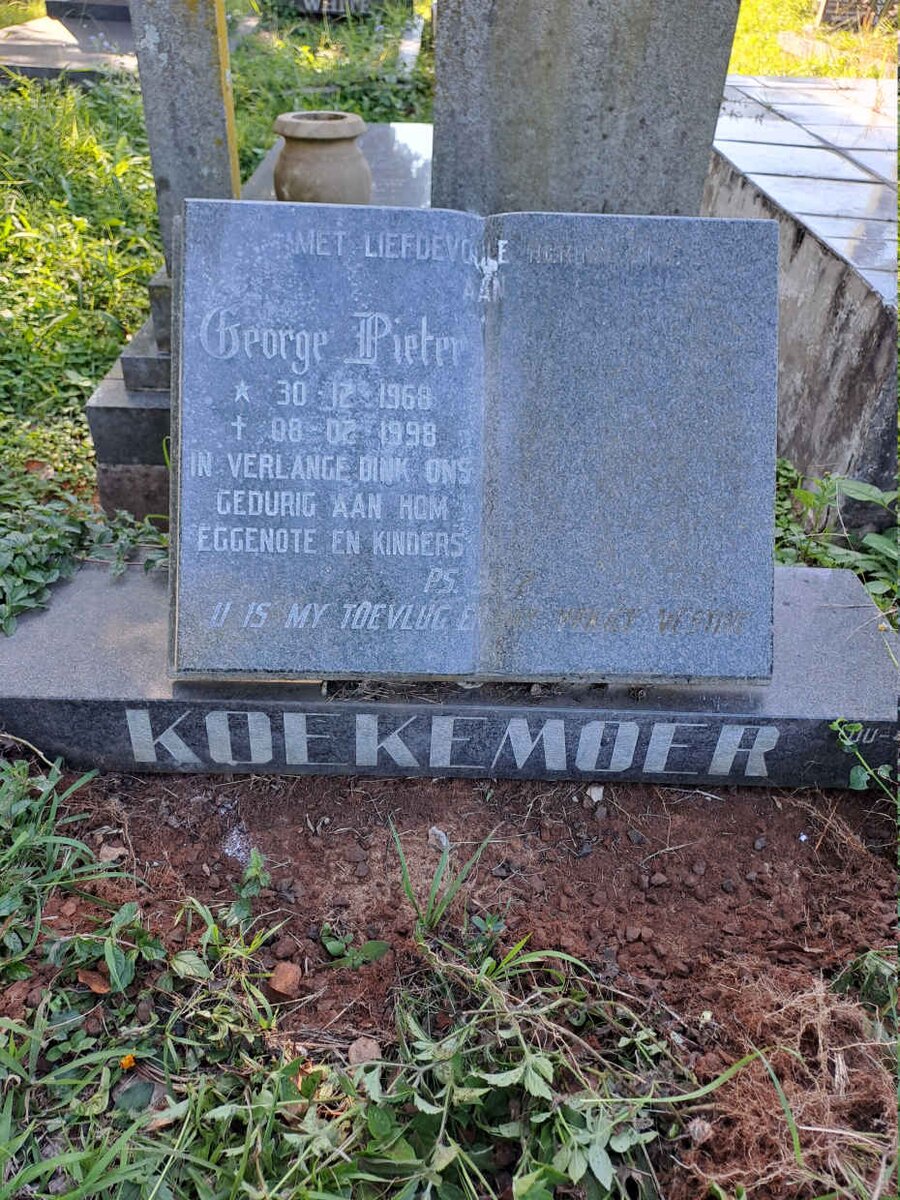 MET LIEFDEVOLLE HERINNERING
AAN
George Pieter
* 30-12-1968
† 08-02-1998
IN VERLANGE DINK ONS
GEDURIG AAN HOM
EGGENOTE EN KINDERS
PS.
U IS MY TOEVLUG
KOEKEMOER